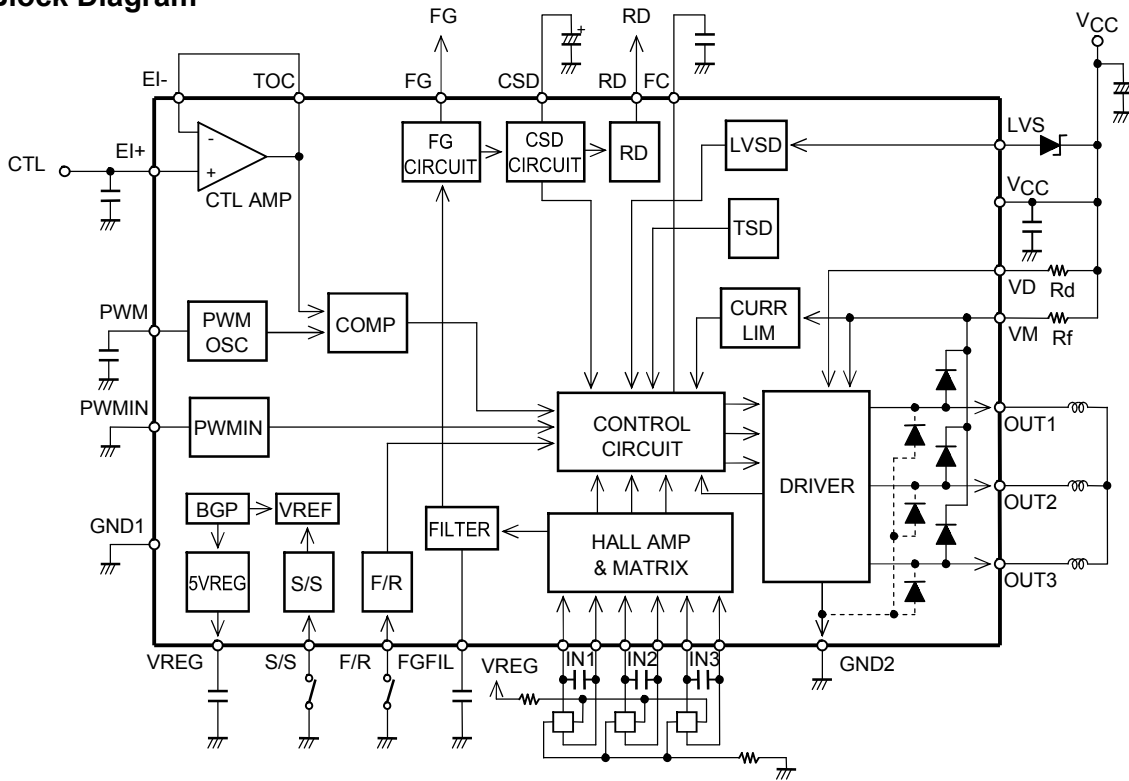 Block Diagram
FG
RD
VCC
EI-
TOC
FG
CSD
+
RD
FC
LVS
CTL
EI+
-
+
CTL AMP
FG
CIRCUIT
CSD
CIRCUIT
RD
LVSD
VCC
TSD
VD
Rd
PWM
PWM
OSC
COMP
CURR
LIM
VM
Rf
PWMIN
PWMIN
CONTROL
CIRCUIT
OUT1
DRIVER
OUT2
GND1
BGP
VREF
FILTER
HALL AMP
& MATRIX
5VREG
S/S
F/R
OUT3
VREG
S/S
F/R
FGFIL
VREG
IN1
IN2
IN3
GND2